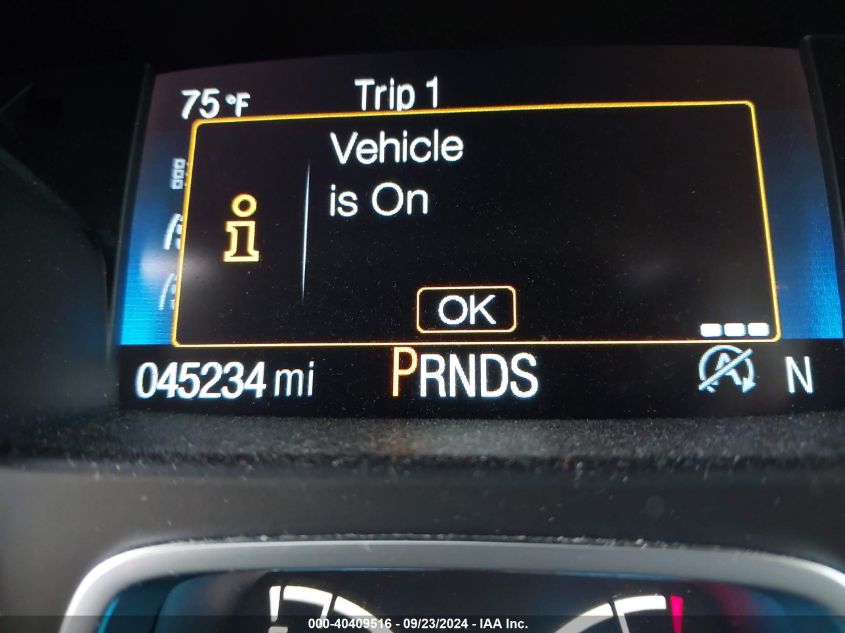 75°F Trip 1
Vehicle
is On
i
OK
045234 mi PRNDS A N
000-40409516 - 09/23/2024 - IAA Inc.